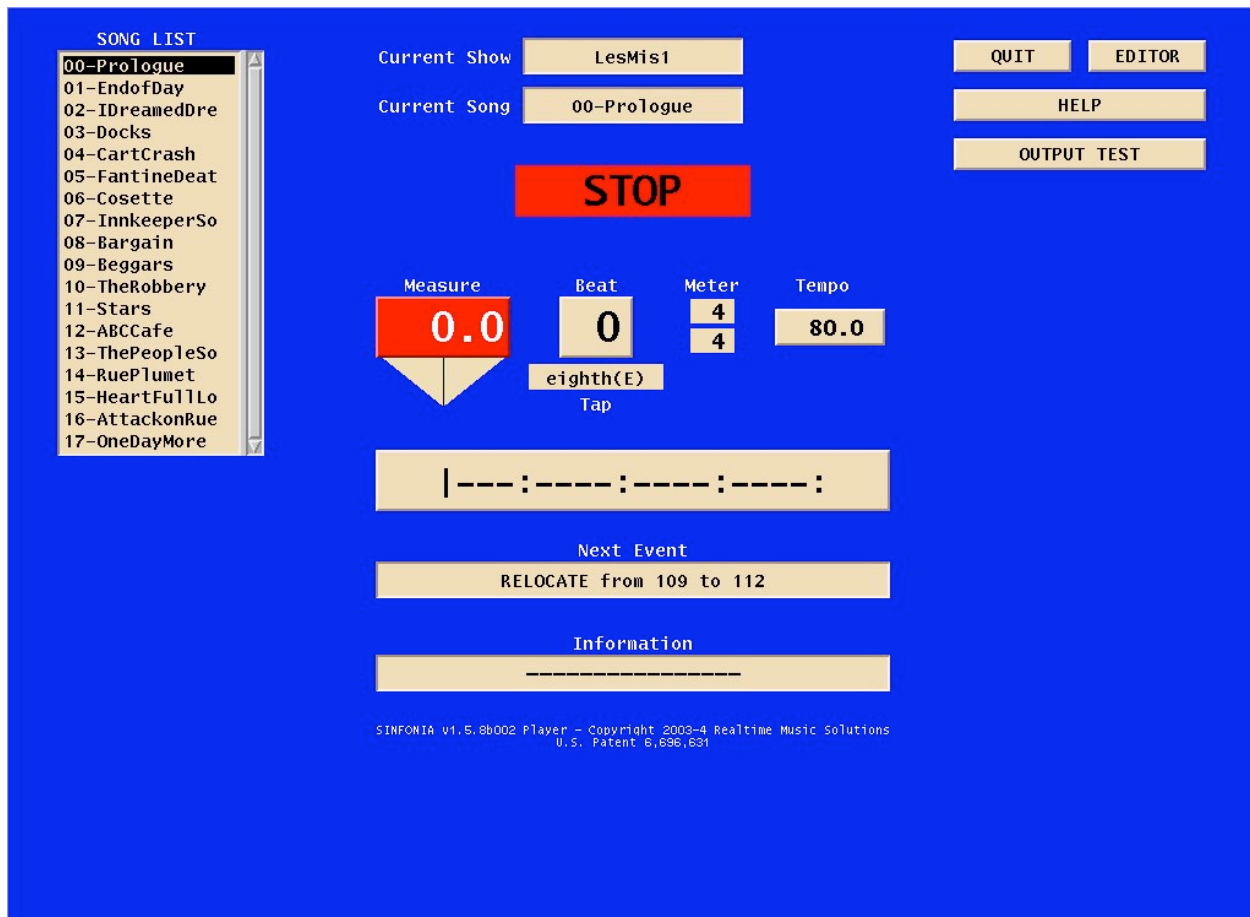 SONG LIST
00-Prologue
01-EndofDay
02-IDreamedDre
03-Docks
04-CartCrash
05-FantineDeat
06-Cosette
07-InnkeeperSo
08-Bargain
09-Beggars
10-TheRobbery
11-Stars
12-ABCCafe
13-ThePeopleSo
14-RuePlumet
15-HeartFullLo
16-AttackonRue
17-OneDayMore
Current Show LesMis1
Current Song 00-Prologue
STOP
Measure Beat Meter Tempo
0.0 0 4 80.0
4
eighth(E)
Tap
|---:----:----:----:
Next Event
RELOCATE from 109 to 112
Information
----------------
SINFONIA v1.5.8b002 Player - Copyright 2003-4 Realtime Music Solutions
U.S. Patent 6,696,631
QUIT EDITOR
HELP
OUTPUT TEST